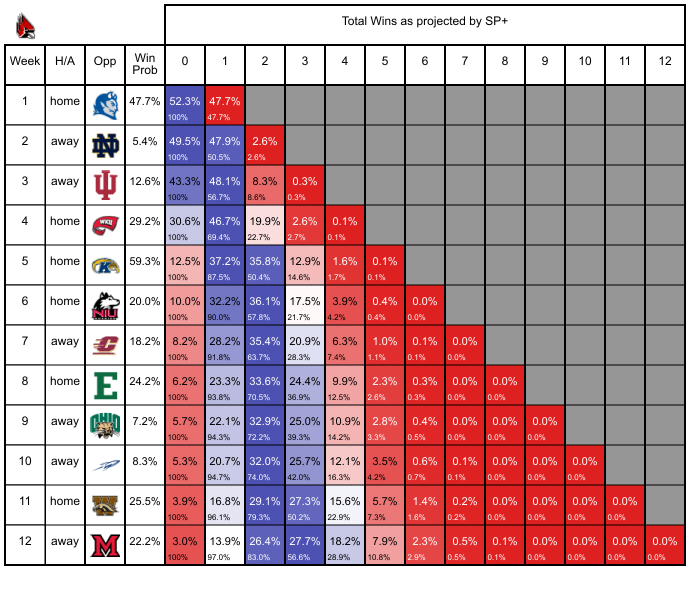 Total Wins as projected by SP+
Week H/A Opp Win Prob 0 1 2 3 4 5 6 7 8 9 10 11 12
1 home 47.7% 52.3% 47.7%
100% 47.7%
2 away 5.4% 49.5% 47.9% 2.6%
100% 50.5% 2.6%
3 away 12.6% 43.3% 48.1% 8.3% 0.3%
100% 56.7% 8.6% 0.3%
4 home WKU 29.2% 30.6% 46.7% 19.9% 2.6% 0.1%
100% 69.4% 22.7% 2.7% 0.1%
5 home 59.3% 12.5% 37.2% 35.8% 12.9% 1.6% 0.1%
100% 87.5% 50.4% 14.6% 1.7% 0.1%
6 home NIU 20.0% 10.0% 32.2% 36.1% 17.5% 3.9% 0.4% 0.0%
100% 90.0% 57.8% 21.7% 4.2% 0.4% 0.0%
7 away 18.2% 8.2% 28.2% 35.4% 20.9% 6.3% 1.0% 0.1% 0.0%
100% 91.8% 63.7% 28.3% 7.4% 1.1% 0.1% 0.0%
8 home E 24.2% 6.2% 23.3% 33.6% 24.4% 9.9% 2.3% 0.3% 0.0% 0.0%
100% 93.8% 70.5% 36.9% 12.5% 2.6% 0.3% 0.0% 0.0%
9 away OHIO 7.2% 5.7% 22.1% 32.9% 25.0% 10.9% 2.8% 0.4% 0.0% 0.0% 0.0%
100% 94.3% 72.2% 39.3% 14.2% 3.3% 0.5% 0.0% 0.0% 0.0%
10 away 8.3% 5.3% 20.7% 32.0% 25.7% 12.1% 3.5% 0.6% 0.1% 0.0% 0.0% 0.0%
100% 94.7% 74.0% 42.0% 16.3% 4.2% 0.7% 0.1% 0.0% 0.0% 0.0%
11 home 25.5% 3.9% 16.8% 29.1% 27.3% 15.6% 5.7% 1.4% 0.2% 0.0% 0.0% 0.0% 0.0%
100% 96.1% 79.3% 50.2% 22.9% 7.3% 1.6% 0.2% 0.0% 0.0% 0.0% 0.0%
12 away M 22.2% 3.0% 13.9% 26.4% 27.7% 18.2% 7.9% 2.3% 0.5% 0.1% 0.0% 0.0% 0.0% 0.0%
100% 97.0% 83.0% 56.6% 28.9% 10.8% 2.9% 0.5% 0.1% 0.0% 0.0% 0.0% 0.0%